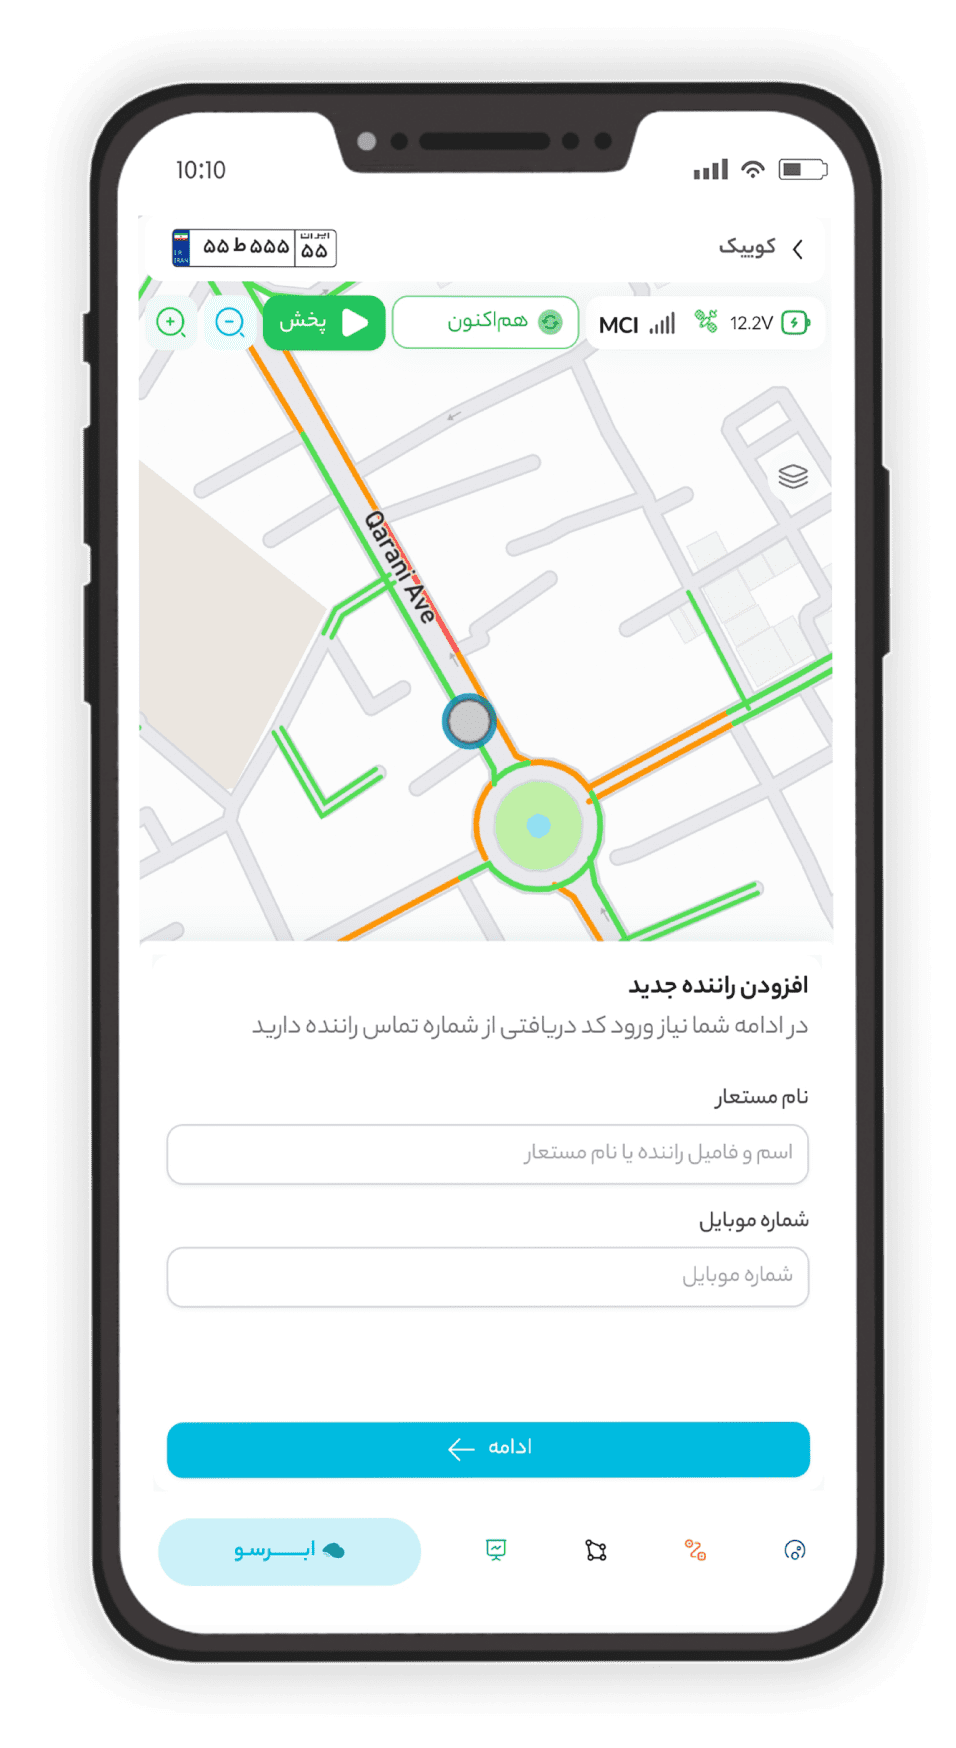 10:10
کوییک
۵۵ ط ۵۵۵ ایران ۵۵
I.R. IRAN
پخش
هم‌اکنون
MCI
12.2V
Qarani Ave
افزودن راننده جدید
در ادامه شما نیاز ورود کد دریافتی از شماره تماس راننده دارید
نام مستعار
اسم و فامیل راننده یا نام مستعار
شماره موبایل
شماره موبایل
ادامه
ابـرسو